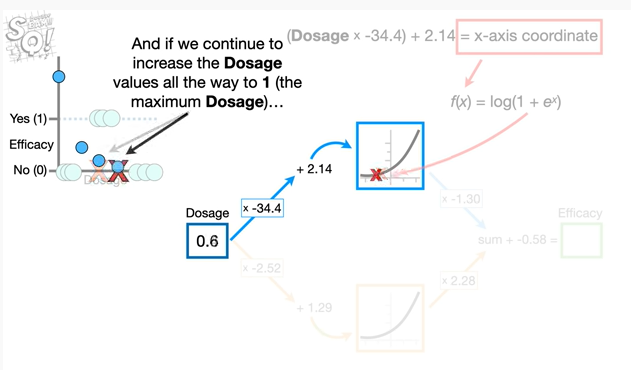 SQ!
And if we continue to
increase the Dosage
values all the way to 1 (the
maximum Dosage)…
(Dosage x -34.4) + 2.14 = x-axis coordinate
f(x) = log(1 + eˣ)
Yes (1)
Efficacy
No (0)
Dosage
+ 2.14
x -34.4
Dosage
0.6
x -1.30
Efficacy
sum + -0.58 =
x -2.52
x 2.28
+ 1.29